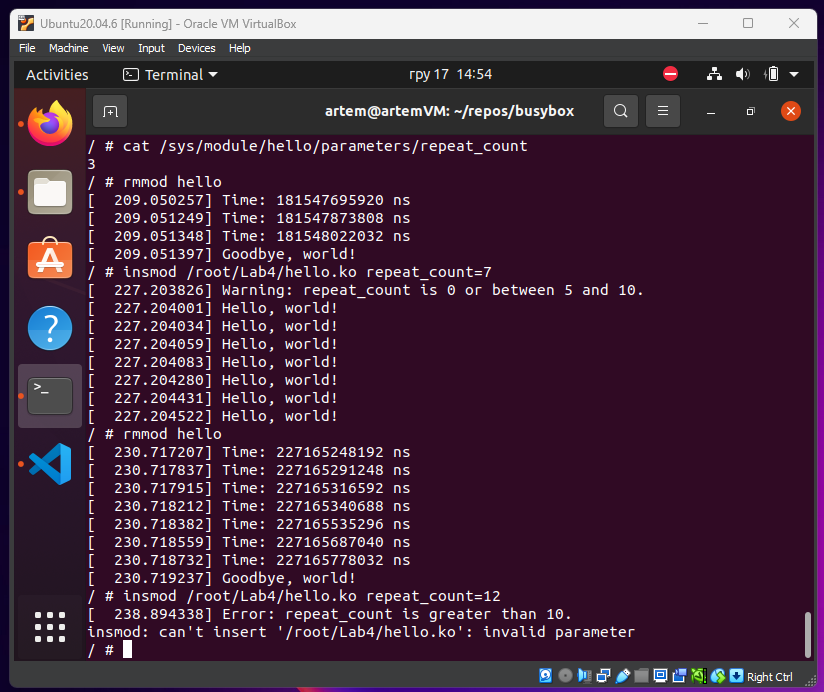 Ubuntu20.04.6 [Running] - Oracle VM VirtualBox
File Machine View Input Devices Help
Activities Terminal гру 17 14:54
artem@artemVM: ~/repos/busybox
/ # cat /sys/module/hello/parameters/repeat_count
3
/ # rmmod hello
[  209.050257] Time: 181547695920 ns
[  209.051249] Time: 181547873808 ns
[  209.051348] Time: 181548022032 ns
[  209.051397] Goodbye, world!
/ # insmod /root/Lab4/hello.ko repeat_count=7
[  227.203826] Warning: repeat_count is 0 or between 5 and 10.
[  227.204001] Hello, world!
[  227.204034] Hello, world!
[  227.204059] Hello, world!
[  227.204083] Hello, world!
[  227.204280] Hello, world!
[  227.204431] Hello, world!
[  227.204522] Hello, world!
/ # rmmod hello
[  230.717207] Time: 227165248192 ns
[  230.717837] Time: 227165291248 ns
[  230.717915] Time: 227165316592 ns
[  230.718212] Time: 227165340688 ns
[  230.718382] Time: 227165535296 ns
[  230.718559] Time: 227165687040 ns
[  230.718732] Time: 227165778032 ns
[  230.719237] Goodbye, world!
/ # insmod /root/Lab4/hello.ko repeat_count=12
[  238.894338] Error: repeat_count is greater than 10.
insmod: can't insert '/root/Lab4/hello.ko': invalid parameter
/ #
Right Ctrl